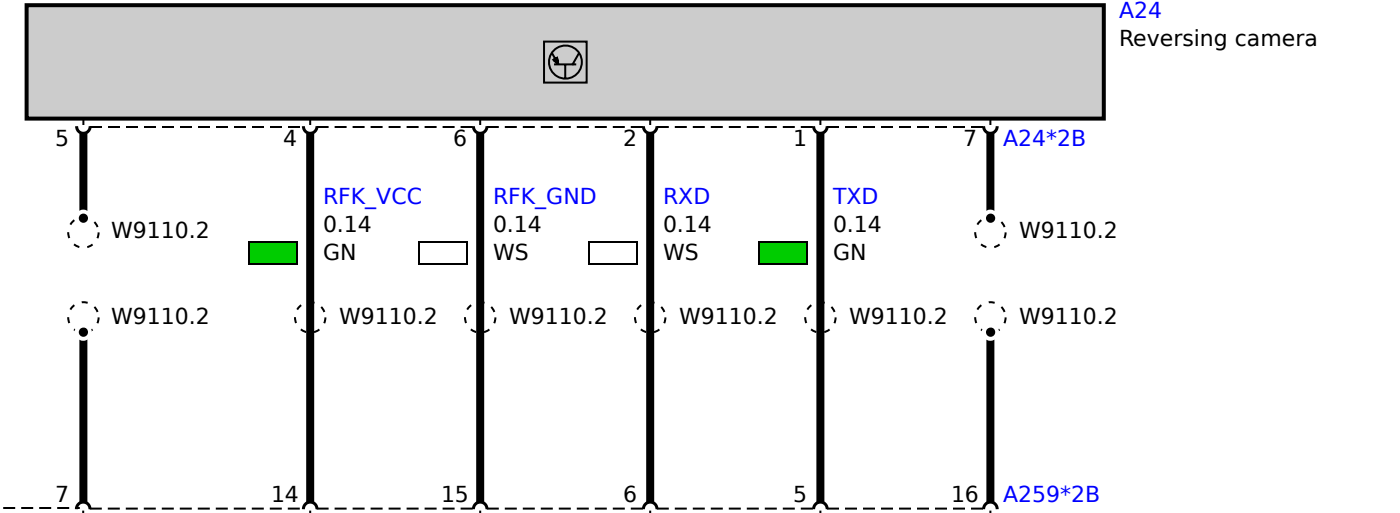 A24
Reversing camera
5 4 6 2 1 7 A24*2B
RFK_VCC RFK_GND RXD TXD
0.14 0.14 0.14 0.14
W9110.2 W9110.2
GN WS WS GN
W9110.2 W9110.2 W9110.2 W9110.2 W9110.2 W9110.2
7 14 15 6 5 16 A259*2B